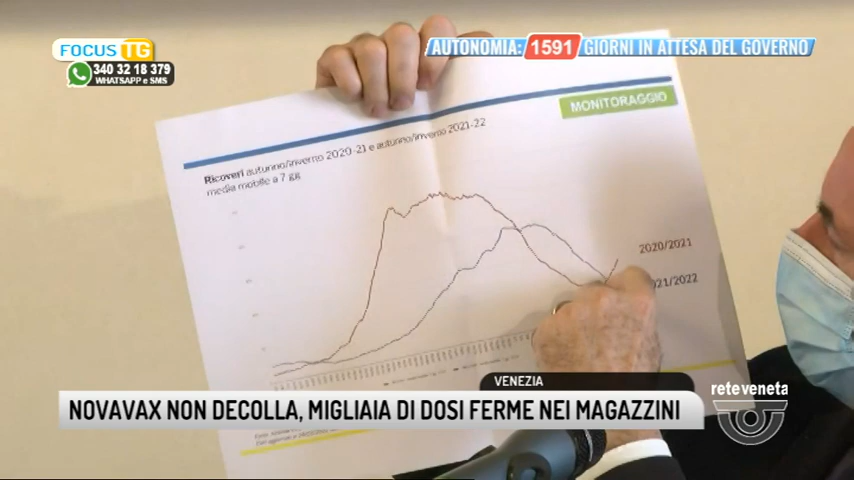 FOCUS TG
340 32 18 379
WHATSAPP e SMS
AUTONOMIA: 1591 GIORNI IN ATTESA DEL GOVERNO
MONITORAGGIO
Ricoveri autunno/inverno 2020-21 e autunno/inverno 2021-22
media mobile a 7 gg
2020/2021
021/2022
VENEZIA
NOVAVAX NON DECOLLA, MIGLIAIA DI DOSI FERME NEI MAGAZZINI
reteveneta